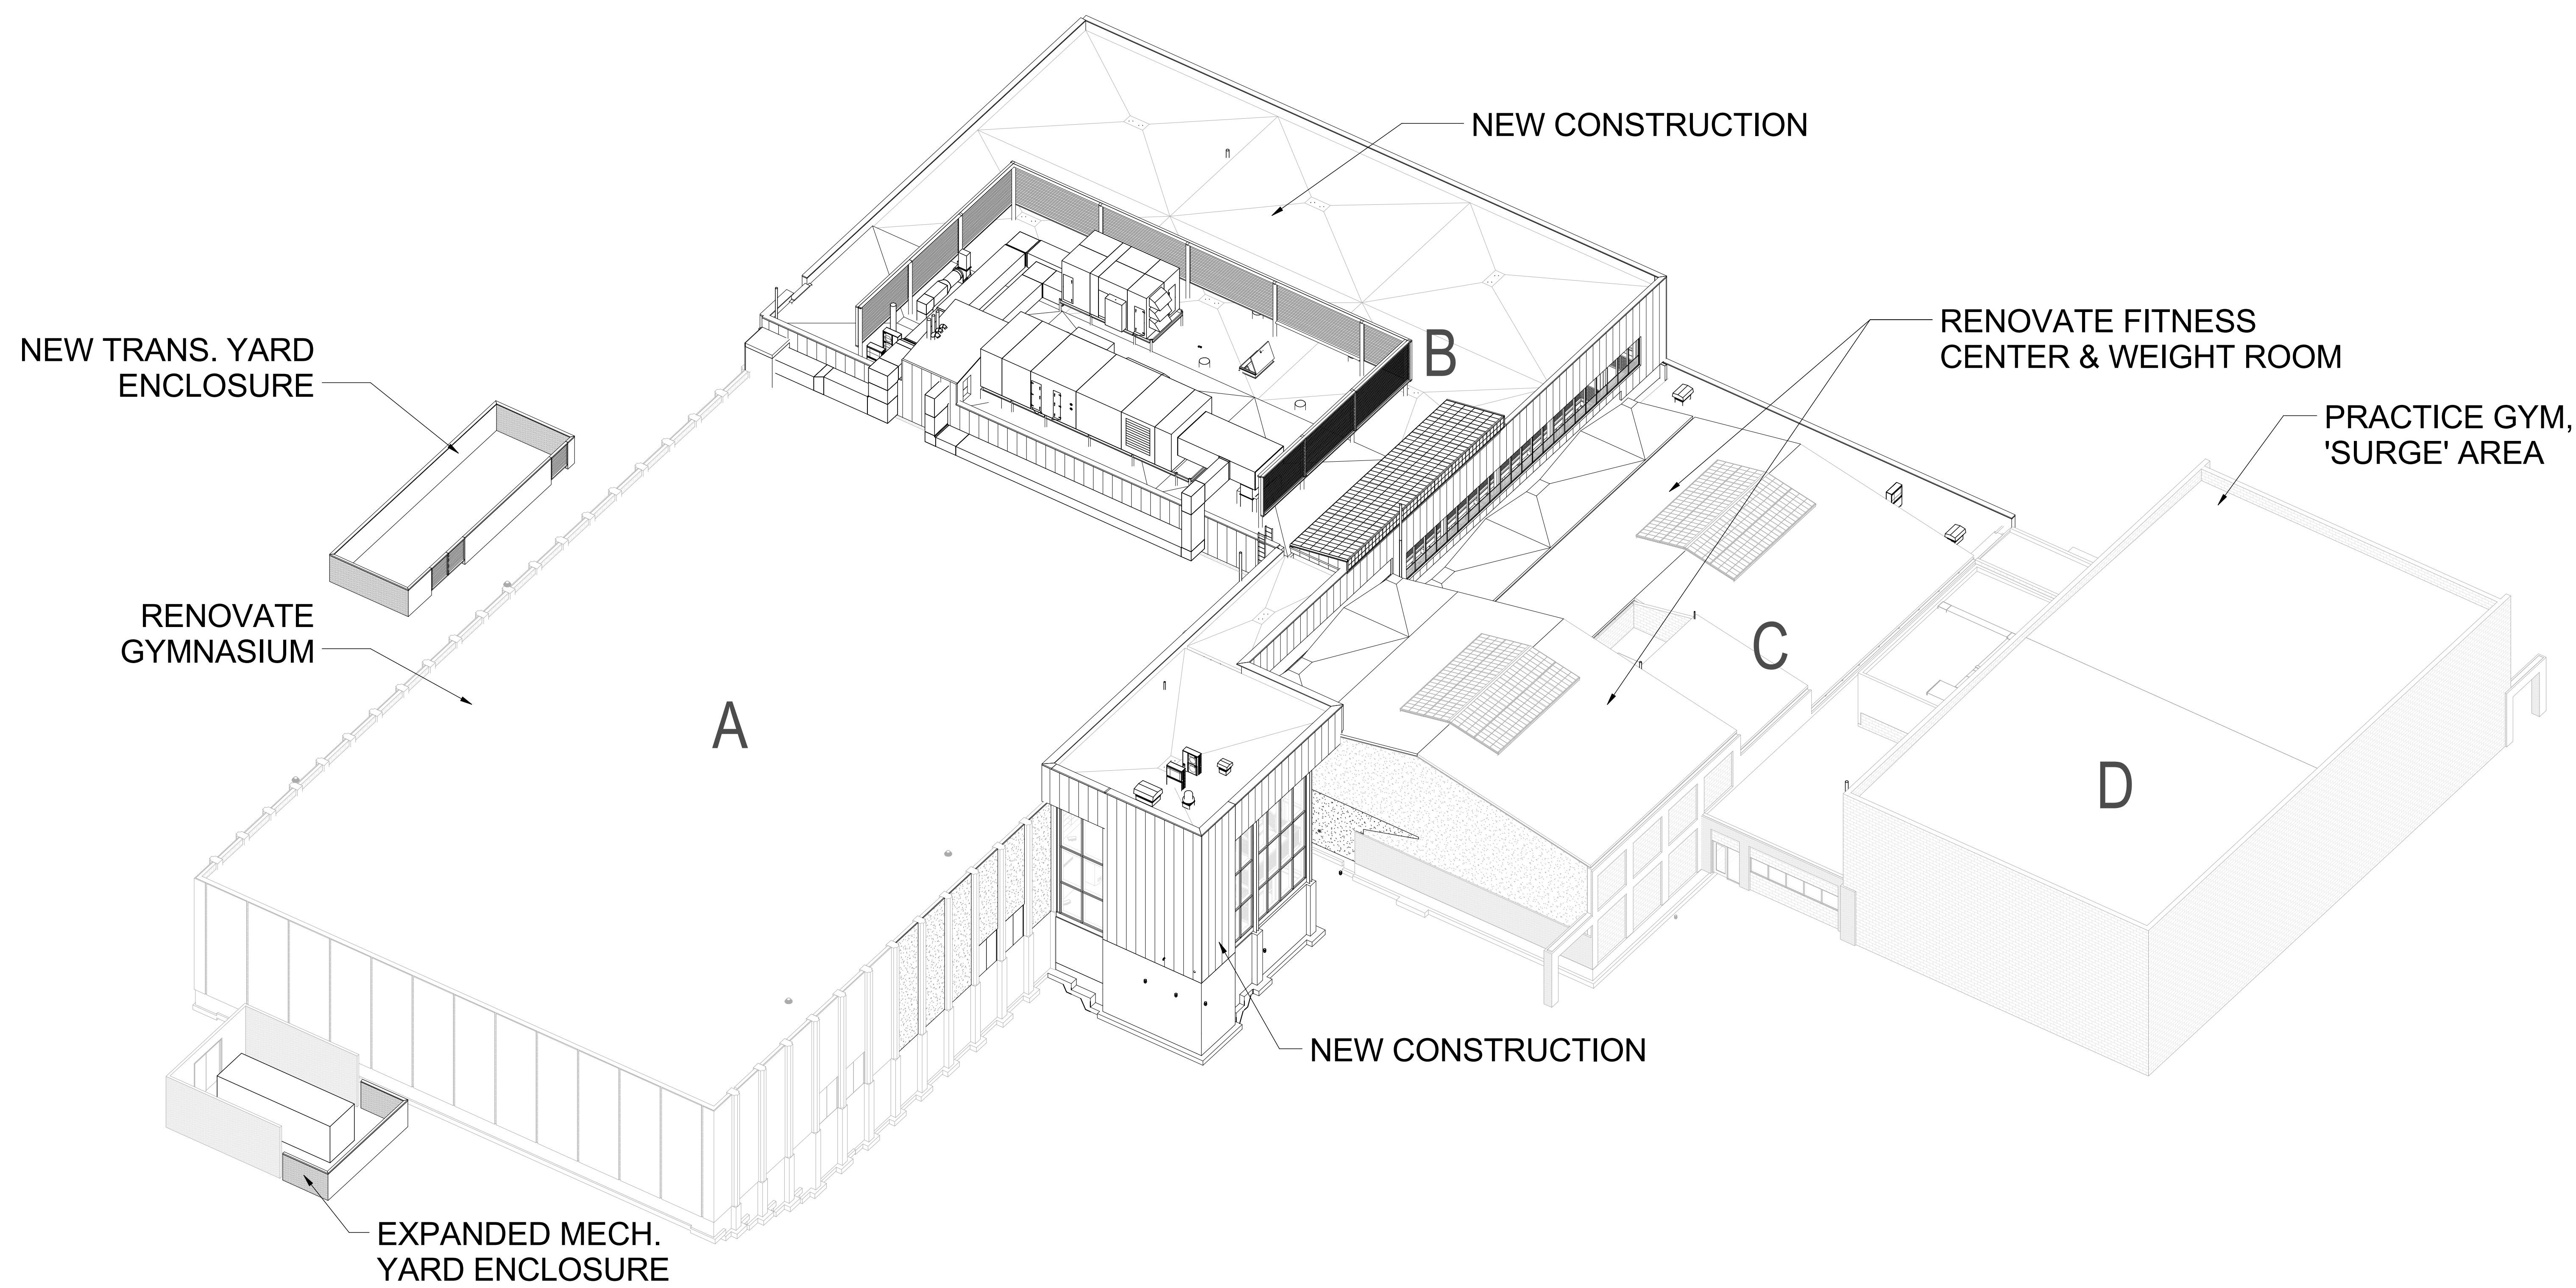 NEW CONSTRUCTION
RENOVATE FITNESS
CENTER & WEIGHT ROOM
B
NEW TRANS. YARD
ENCLOSURE
PRACTICE GYM,
'SURGE' AREA
RENOVATE
GYMNASIUM
C
A
D
NEW CONSTRUCTION
EXPANDED MECH.
YARD ENCLOSURE